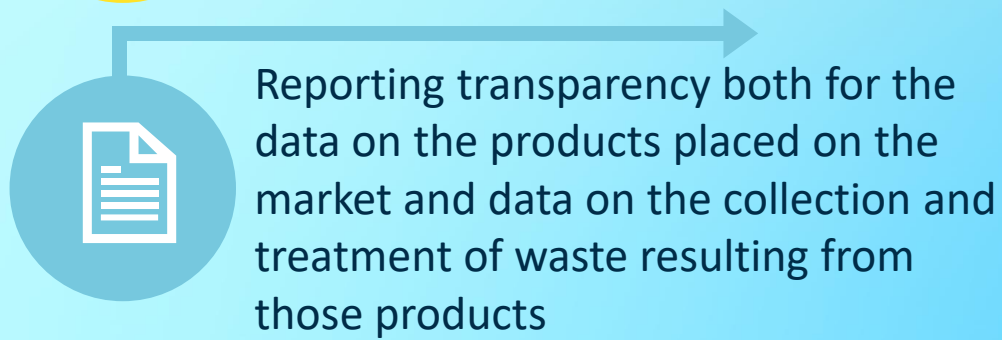 Reporting transparency both for the
data on the products placed on the
market and data on the collection and
treatment of waste resulting from
those products